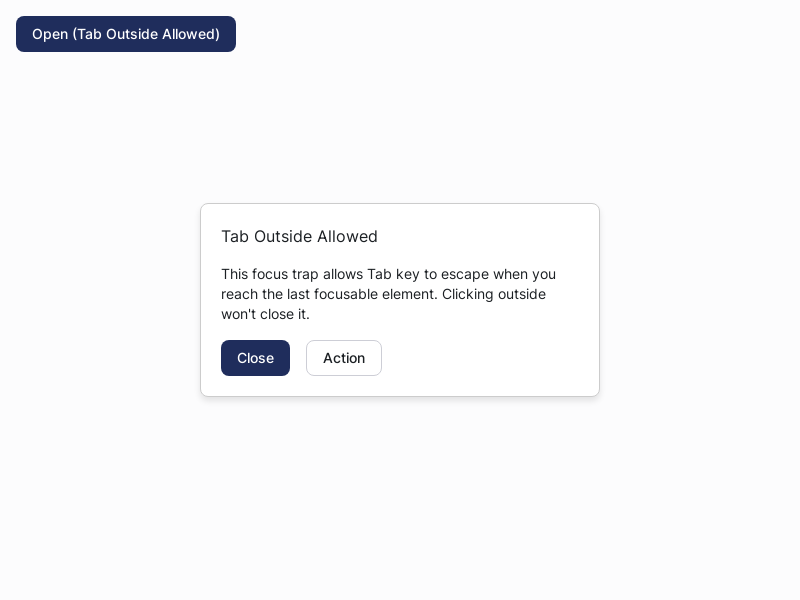 Open (Tab Outside Allowed)
Tab Outside Allowed
This focus trap allows Tab key to escape when you
reach the last focusable element. Clicking outside
won't close it.
Close
Action